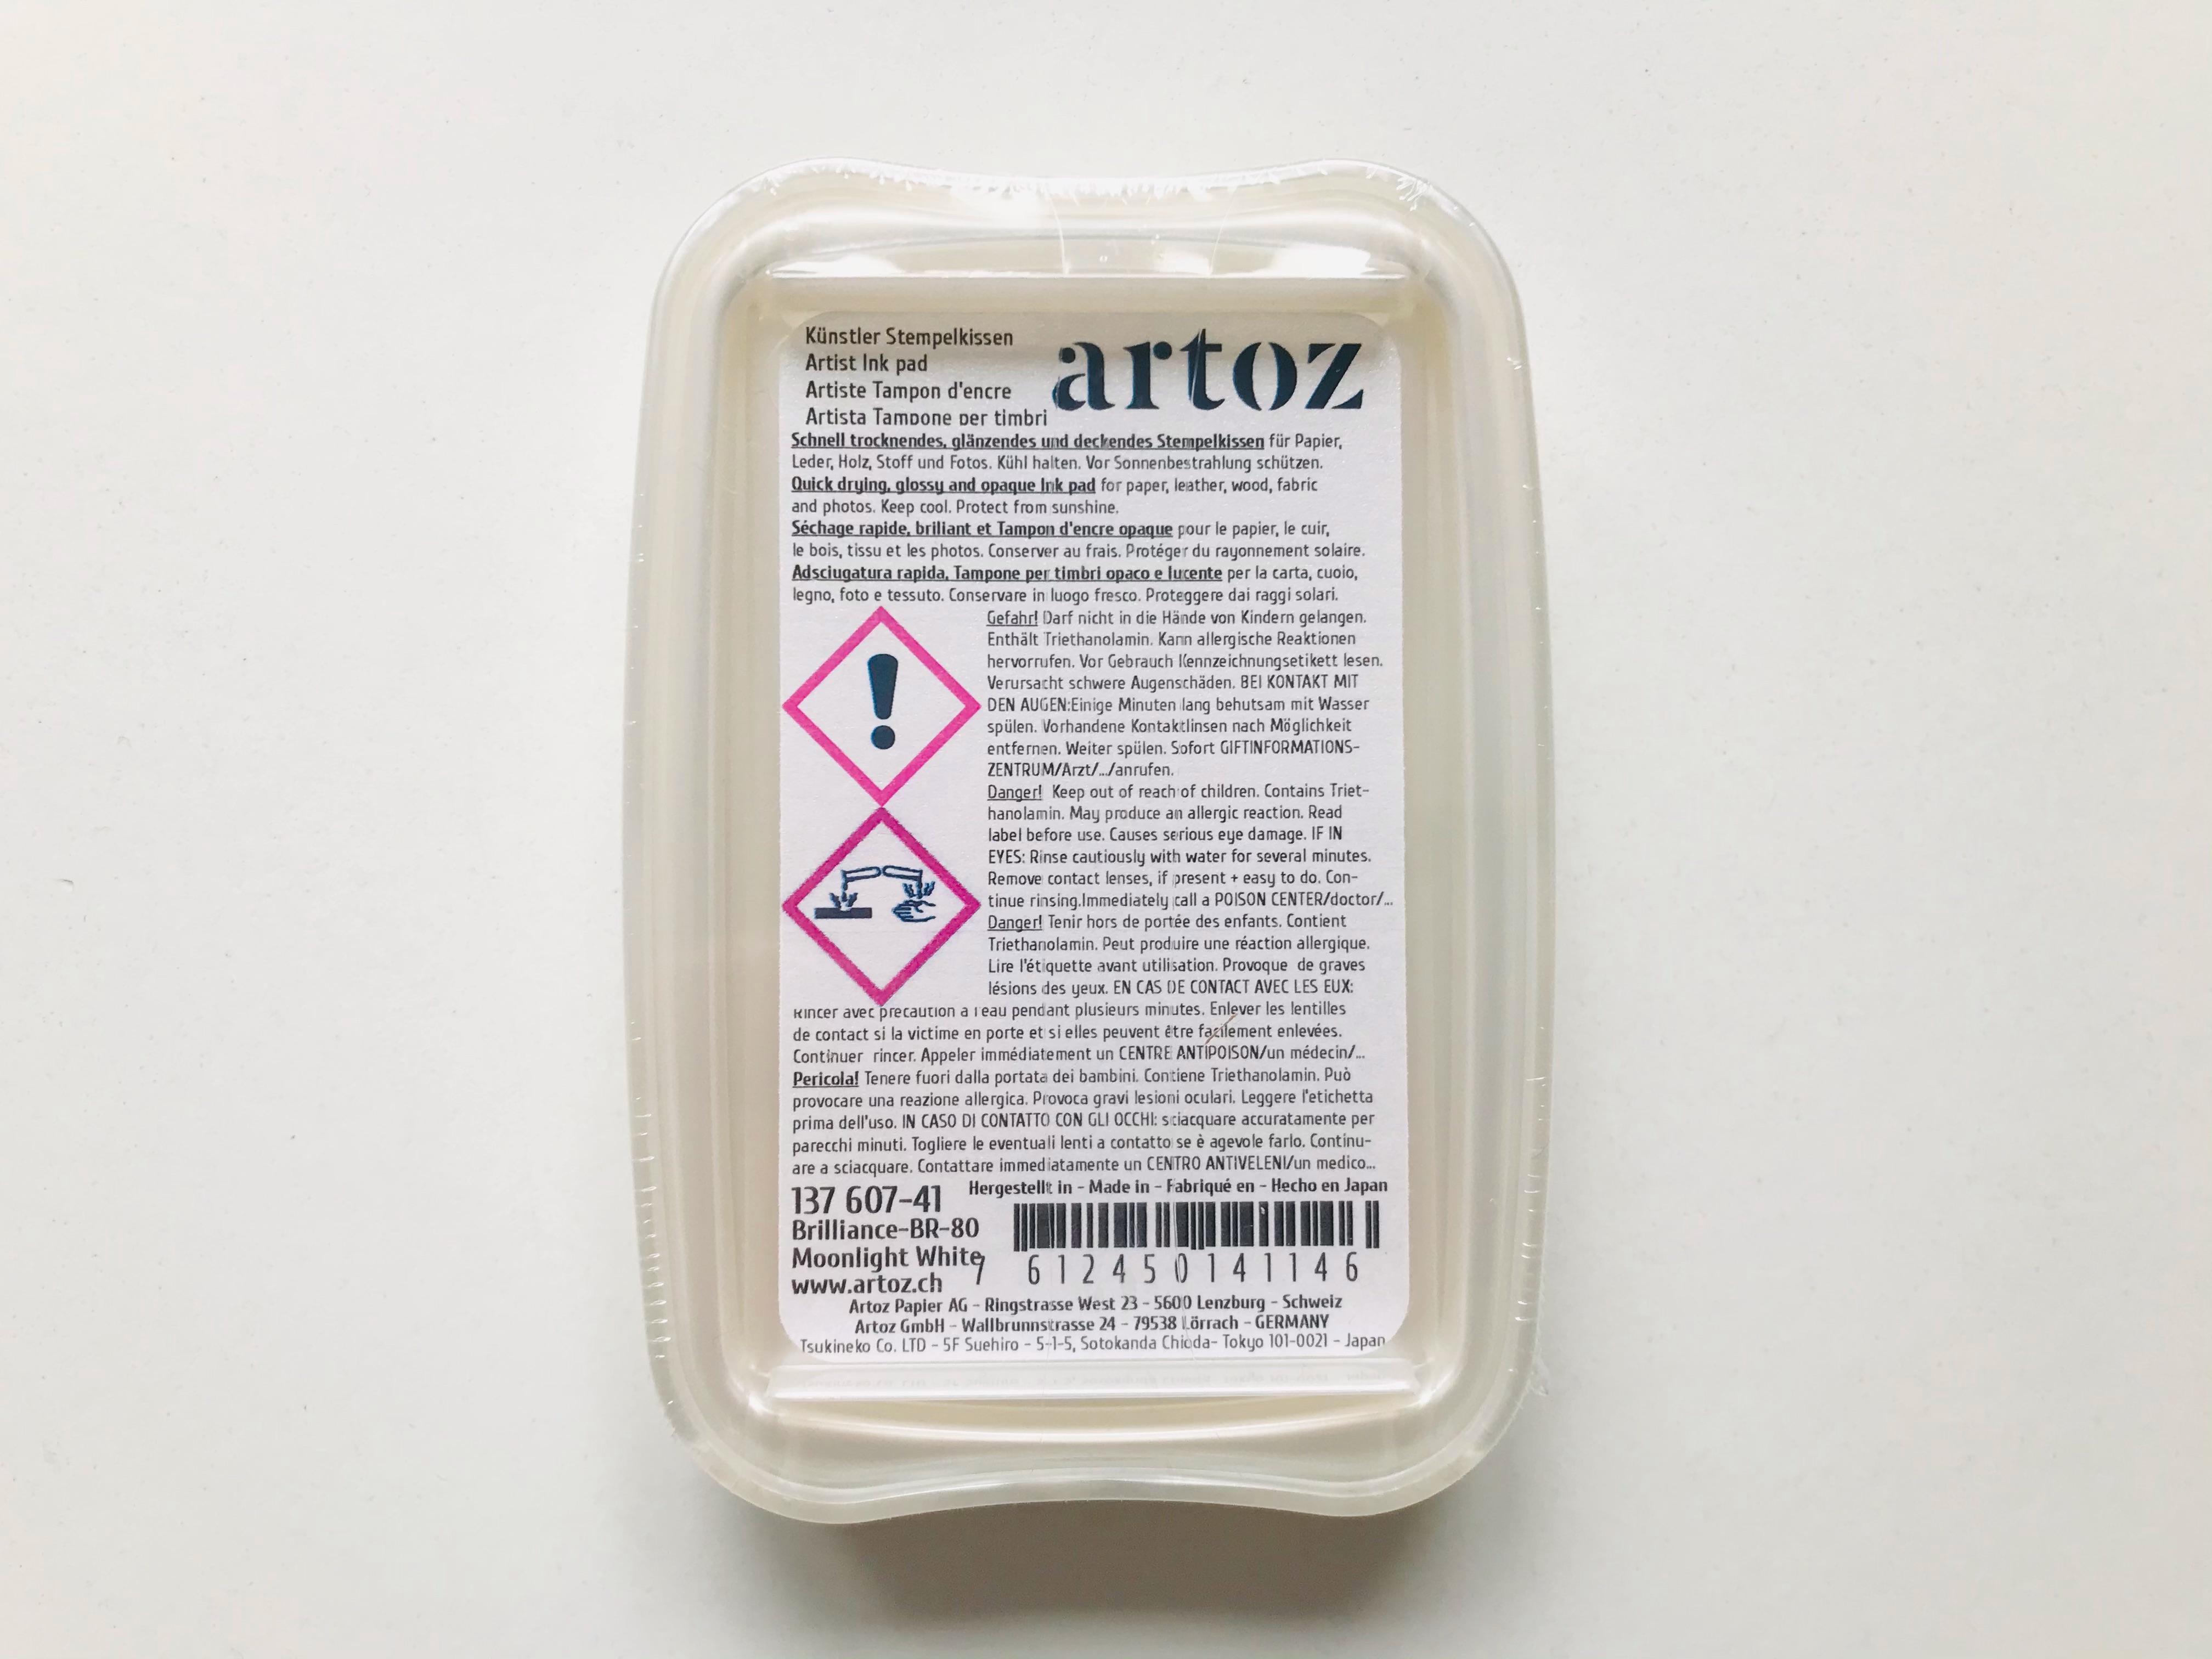 Künstler Stempelkissen
Artist Ink pad
Artiste Tampon d'encre
Artista Tampone per timbri
artoz
Schnell trocknendes, glänzendes und deckendes Stempelkissen für Papier,
Leder, Holz, Stoff und Fotos. Kühl halten. Vor Sonnenbestrahlung schützen.
Quick drying, glossy and opaque Ink pad for paper, leather, wood, fabric
and photos. Keep cool. Protect from sunshine.
Séchage rapide, briliant et Tampon d'encre opaque pour le papier, le cuir,
le bois, tissu et les photos. Conserver au frais. Protéger du rayonnement solaire.
Adsciugatura rapida, Tampone per timbri opaco e lucente per la carta, cuoio,
legno, foto e tessuto. Conservare in luogo fresco. Proteggere dai raggi solari.
Gefahr! Darf nicht in die Hände von Kindern gelangen.
Enthält Triethanolamin. Kann allergische Reaktionen
hervorrufen. Vor Gebrauch Kennzeichnungsetikett lesen.
Verursacht schwere Augenschäden. BEI KONTAKT MIT
DEN AUGEN:Einige Minuten lang behutsam mit Wasser
spülen. Vorhandene Kontaktlinsen nach Möglichkeit
entfernen. Weiter spülen. Sofort GIFTINFORMATIONS-
ZENTRUM/Arzt/.../anrufen.
Danger! Keep out of reach of children. Contains Triet-
hanolamin. May produce an allergic reaction. Read
label before use. Causes serious eye damage. IF IN
EYES: Rinse cautiously with water for several minutes.
Remove contact lenses, if present + easy to do. Con-
tinue rinsing.Immediately call a POISON CENTER/doctor/...
Danger! Tenir hors de portée des enfants. Contient
Triethanolamin. Peut produire une réaction allergique.
Lire l'étiquette avant utilisation. Provoque de graves
lésions des yeux. EN CAS DE CONTACT AVEC LES EUX:
Rincer avec précaution à l'eau pendant plusieurs minutes. Enlever les lentilles
de contact si la victime en porte et si elles peuvent être facilement enlevées.
Continuer rincer. Appeler immédiatement un CENTRE ANTIPOISON/un médecin/...
Pericola! Tenere fuori dalla portata dei bambini. Contiene Triethanolamin. Può
provocare una reazione allergica. Provoca gravi lesioni oculari. Leggere l'etichetta
prima dell'uso. IN CASO DI CONTATTO CON GLI OCCHI: sciacquare accuratamente per
parecchi minuti. Togliere le eventuali lenti a contatto se è agevole farlo. Continu-
are a sciacquare. Contattare immediatamente un CENTRO ANTIVELENI/un medico...
137 607-41
Hergestellt in - Made in - Fabriqué en - Hecho en Japan
Brilliance-BR-80
Moonlight White
www.artoz.ch
7 612450141146
Artoz Papier AG - Ringstrasse West 23 - 5600 Lenzburg - Schweiz
Artoz GmbH - Wallbrunnstrasse 24 - 79538 Lörrach - GERMANY
Tsukineko Co. LTD - 5F Suehiro - 5-1-5, Sotokanda Chioda- Tokyo 101-0021 - Japan